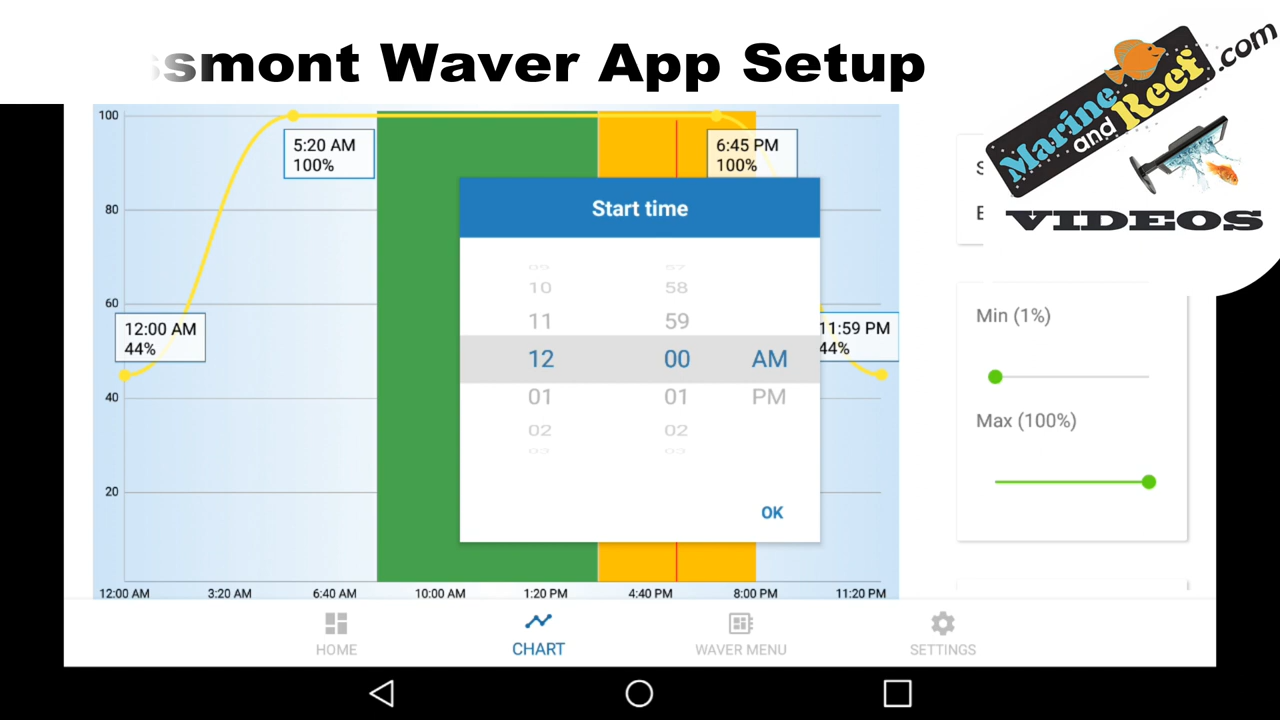 ssmont Waver App Setup
Marine and Reef .com
VIDEOS
100
80
60
40
20
5:20 AM
100%
6:45 PM
100%
12:00 AM
44%
11:59 PM
44%
Start time
10 58
11 59
12 00 AM
01 01 PM
02 02
OK
S
E
Min (1%)
Max (100%)
12:00 AM 3:20 AM 6:40 AM 10:00 AM 1:20 PM 4:40 PM 8:00 PM 11:20 PM
HOME CHART WAVER MENU SETTINGS